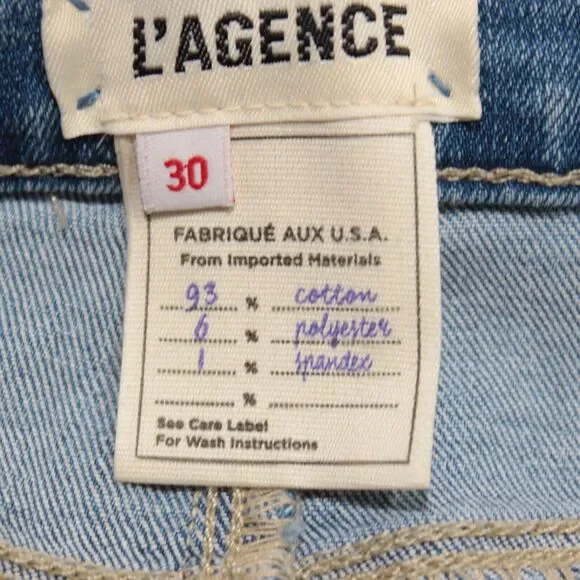 L'AGENCE
30
FABRIQUÉ AUX U.S.A.
From Imported Materials
93 % cotton
6 % polyester
1 % spandex
%
See Care Label
For Wash Instructions